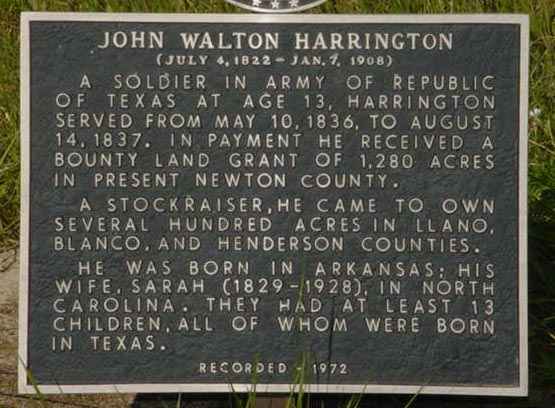 JOHN WALTON HARRINGTON
(JULY 4, 1822 - JAN. 7, 1908)
A SOLDIER IN ARMY OF REPUBLIC
OF TEXAS AT AGE 13, HARRINGTON
SERVED FROM MAY 10, 1836, TO AUGUST
14, 1837. IN PAYMENT HE RECEIVED A
BOUNTY LAND GRANT OF 1,280 ACRES
IN PRESENT NEWTON COUNTY.
A STOCKRAISER, HE CAME TO OWN
SEVERAL HUNDRED ACRES IN LLANO,
BLANCO, AND HENDERSON COUNTIES.
HE WAS BORN IN ARKANSAS; HIS
WIFE, SARAH (1829-1928), IN NORTH
CAROLINA. THEY HAD AT LEAST 13
CHILDREN, ALL OF WHOM WERE BORN
IN TEXAS.
RECORDED - 1972